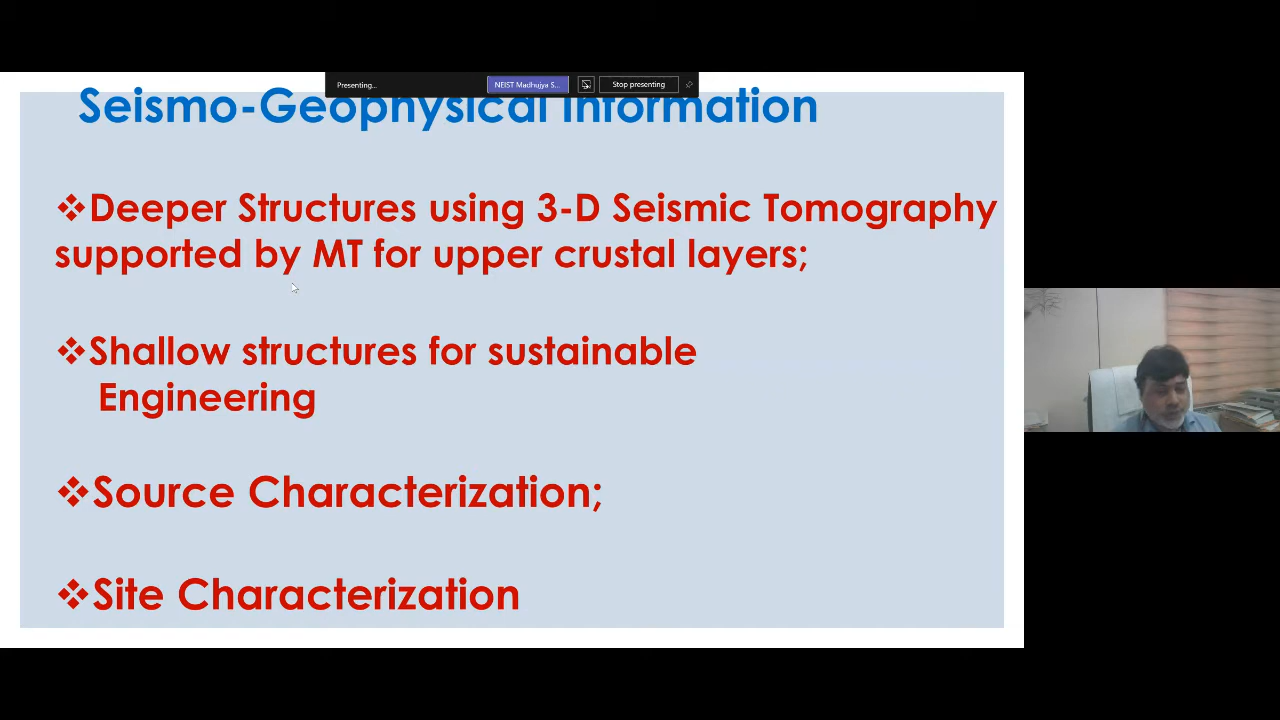 Presenting...
NEIST Madhujya S...
Stop presenting
Seismo-Geophysical Information
❖Deeper Structures using 3-D Seismic Tomography
supported by MT for upper crustal layers;
❖Shallow structures for sustainable
Engineering
❖Source Characterization;
❖Site Characterization